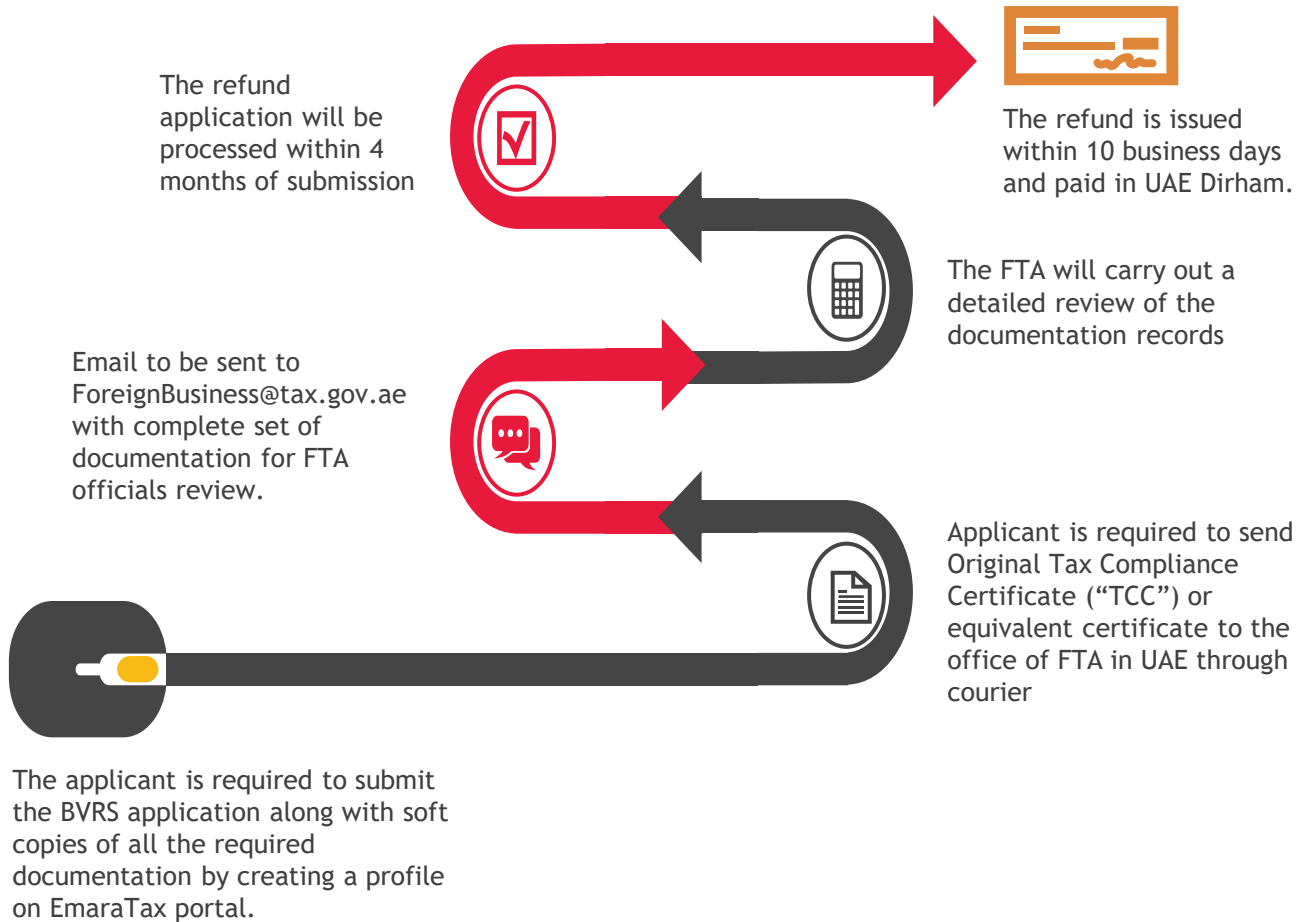 The refund
application will be
processed within 4
months of submission
The refund is issued
within 10 business days
and paid in UAE Dirham.
The FTA will carry out a
detailed review of the
documentation records
Email to be sent to
ForeignBusiness@tax.gov.ae
with complete set of
documentation for FTA
officials review.
Applicant is required to send
Original Tax Compliance
Certificate (“TCC”) or
equivalent certificate to the
office of FTA in UAE through
courier
The applicant is required to submit
the BVRS application along with soft
copies of all the required
documentation by creating a profile
on EmaraTax portal.